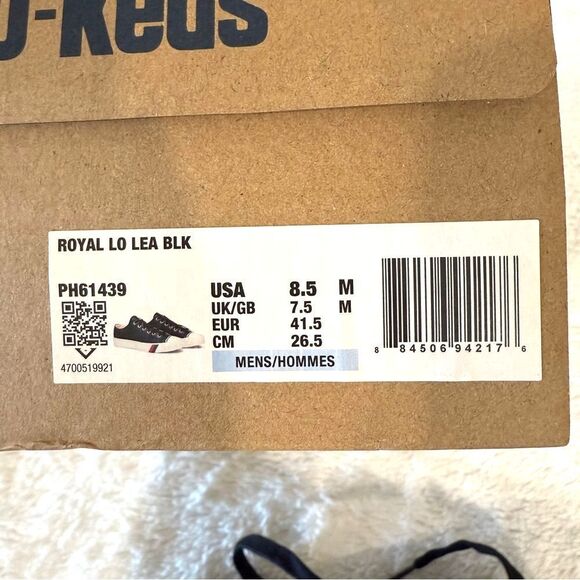 O-Keds
ROYAL LO LEA BLK
PH61439
4700519921
USA 8.5 M
UK/GB 7.5 M
EUR 41.5
CM 26.5
MENS/HOMMES
8 84506 94217 6